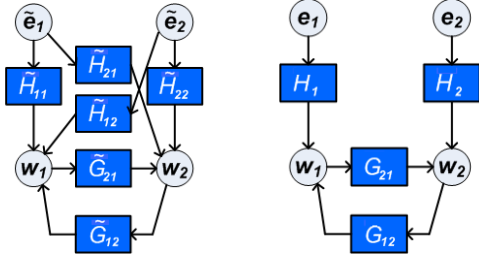 ẽ₁ ẽ₂ e₁ e₂
H̃₂₁
H̃₁₁ H̃₂₂ H₁ H₂
H̃₁₂
w₁ G̃₂₁ w₂ w₁ G₂₁ w₂
G̃₁₂ G₁₂